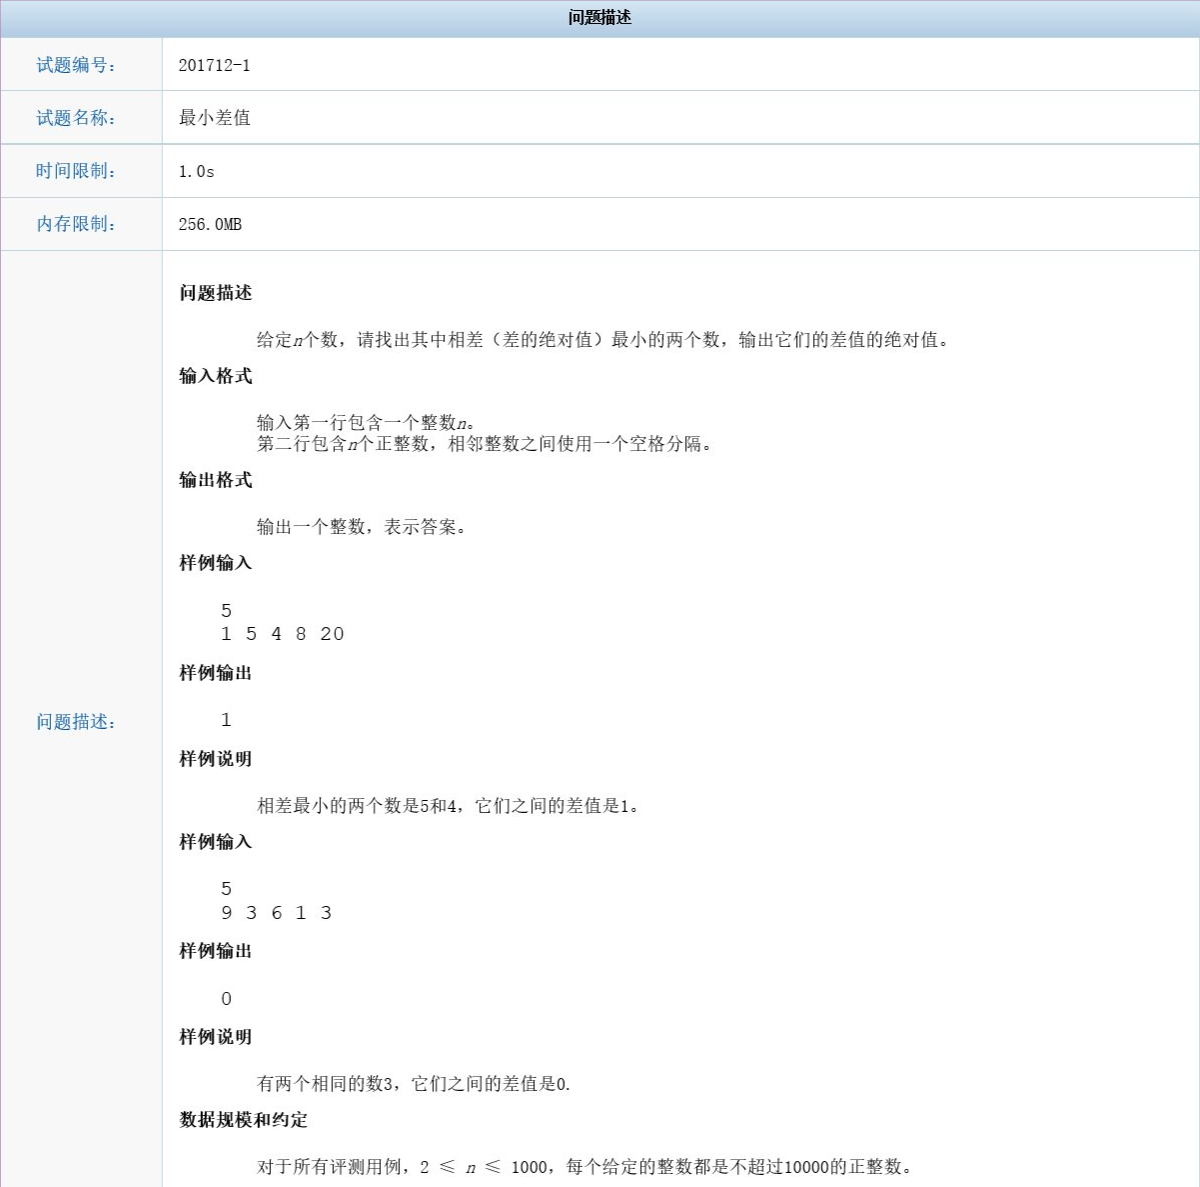 问题描述
试题编号： 201712-1
试题名称： 最小差值
时间限制： 1.0s
内存限制： 256.0MB
问题描述：
问题描述
给定n个数，请找出其中相差（差的绝对值）最小的两个数，输出它们的差值的绝对值。
输入格式
输入第一行包含一个整数n。
第二行包含n个正整数，相邻整数之间使用一个空格分隔。
输出格式
输出一个整数，表示答案。
样例输入
5
1 5 4 8 20
样例输出
1
样例说明
相差最小的两个数是5和4，它们之间的差值是1。
样例输入
5
9 3 6 1 3
样例输出
0
样例说明
有两个相同的数3，它们之间的差值是0.
数据规模和约定
对于所有评测用例，2 ≤ n ≤ 1000，每个给定的整数都是不超过10000的正整数。